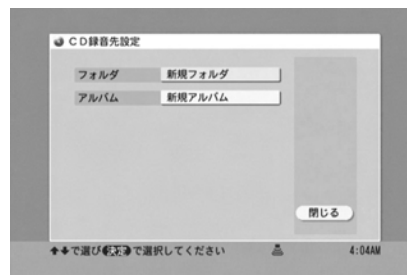 CD録音先設定
フォルダ 新規フォルダ
アルバム 新規アルバム
閉じる
↑↓で選び決定で選択してください 4:04AM